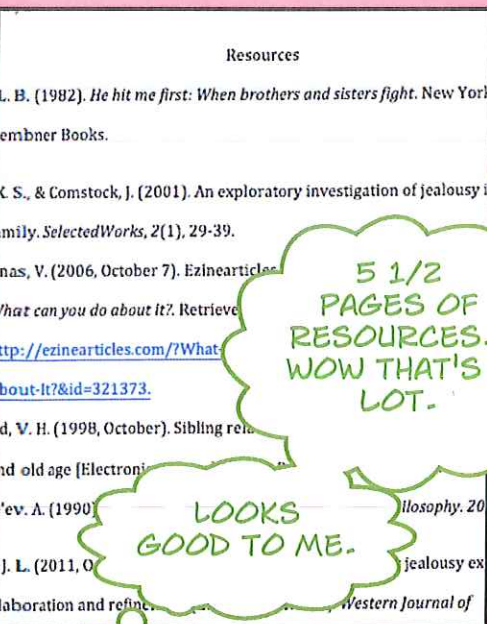 Resources
L. B. (1982). He hit me first: When brothers and sisters fight. New York
embner Books.
K. S., & Comstock, J. (2001). An exploratory investigation of jealousy i
mily. SelectedWorks, 2(1), 29-39.
nas, V. (2006, October 7). Ezinearticles
What can you do about it?. Retrieve
ttp://ezinearticles.com/?What-
bout-It?&id=321373.
d, V. H. (1998, October). Sibling rel
nd old age [Electroni
'ev. A. (1990) ilosophy. 20
J. L. (2011, O jealousy ex
laboration and refine Western Journal of
5 1/2
PAGES OF
RESOURCES.
WOW THAT'S
LOT.
LOOKS
GOOD TO ME.